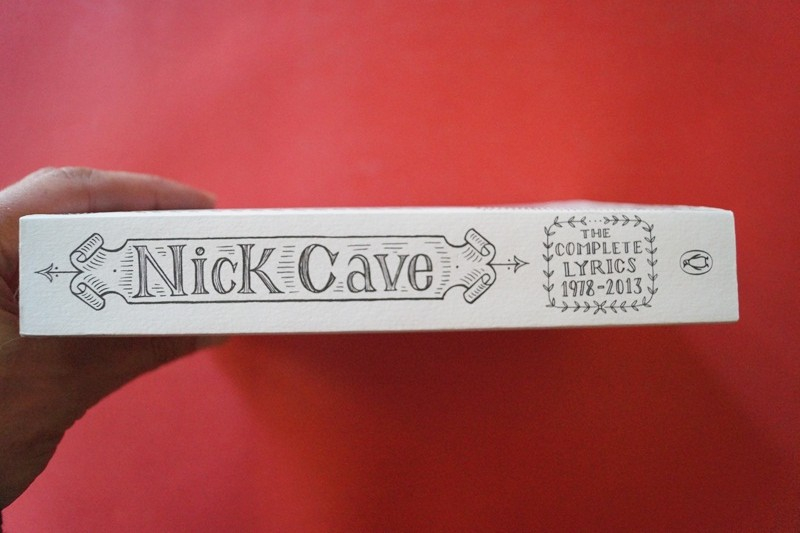 Nick Cave
THE
COMPLETE
LYRICS
1978-2013